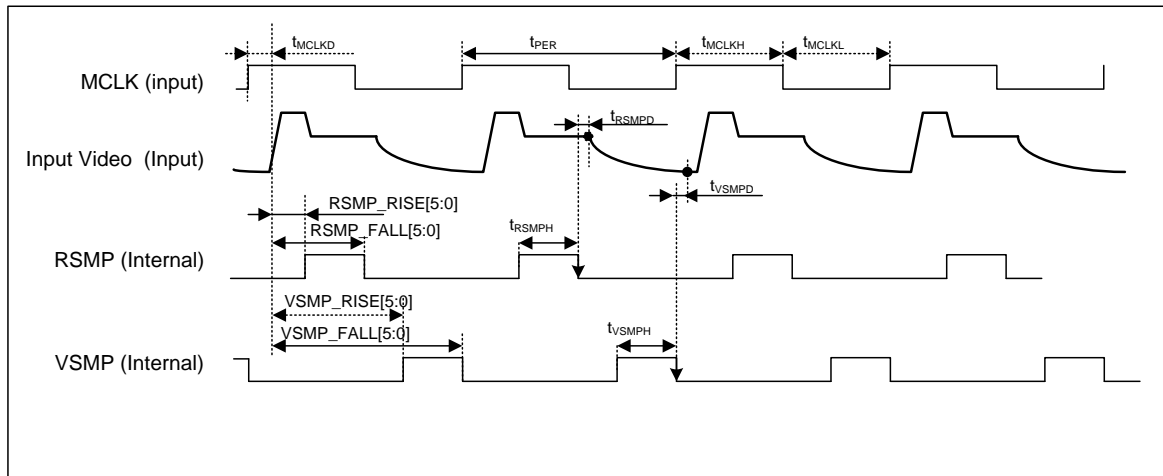 tMCLKD
tPER
tMCLKH
tMCLKL
MCLK (input)
tRSMPD
Input Video (Input)
tVSMPD
RSMP_RISE[5:0]
RSMP_FALL[5:0]
tRSMPH
RSMP (Internal)
VSMP_RISE[5:0]
VSMP_FALL[5:0]
tVSMPH
VSMP (Internal)